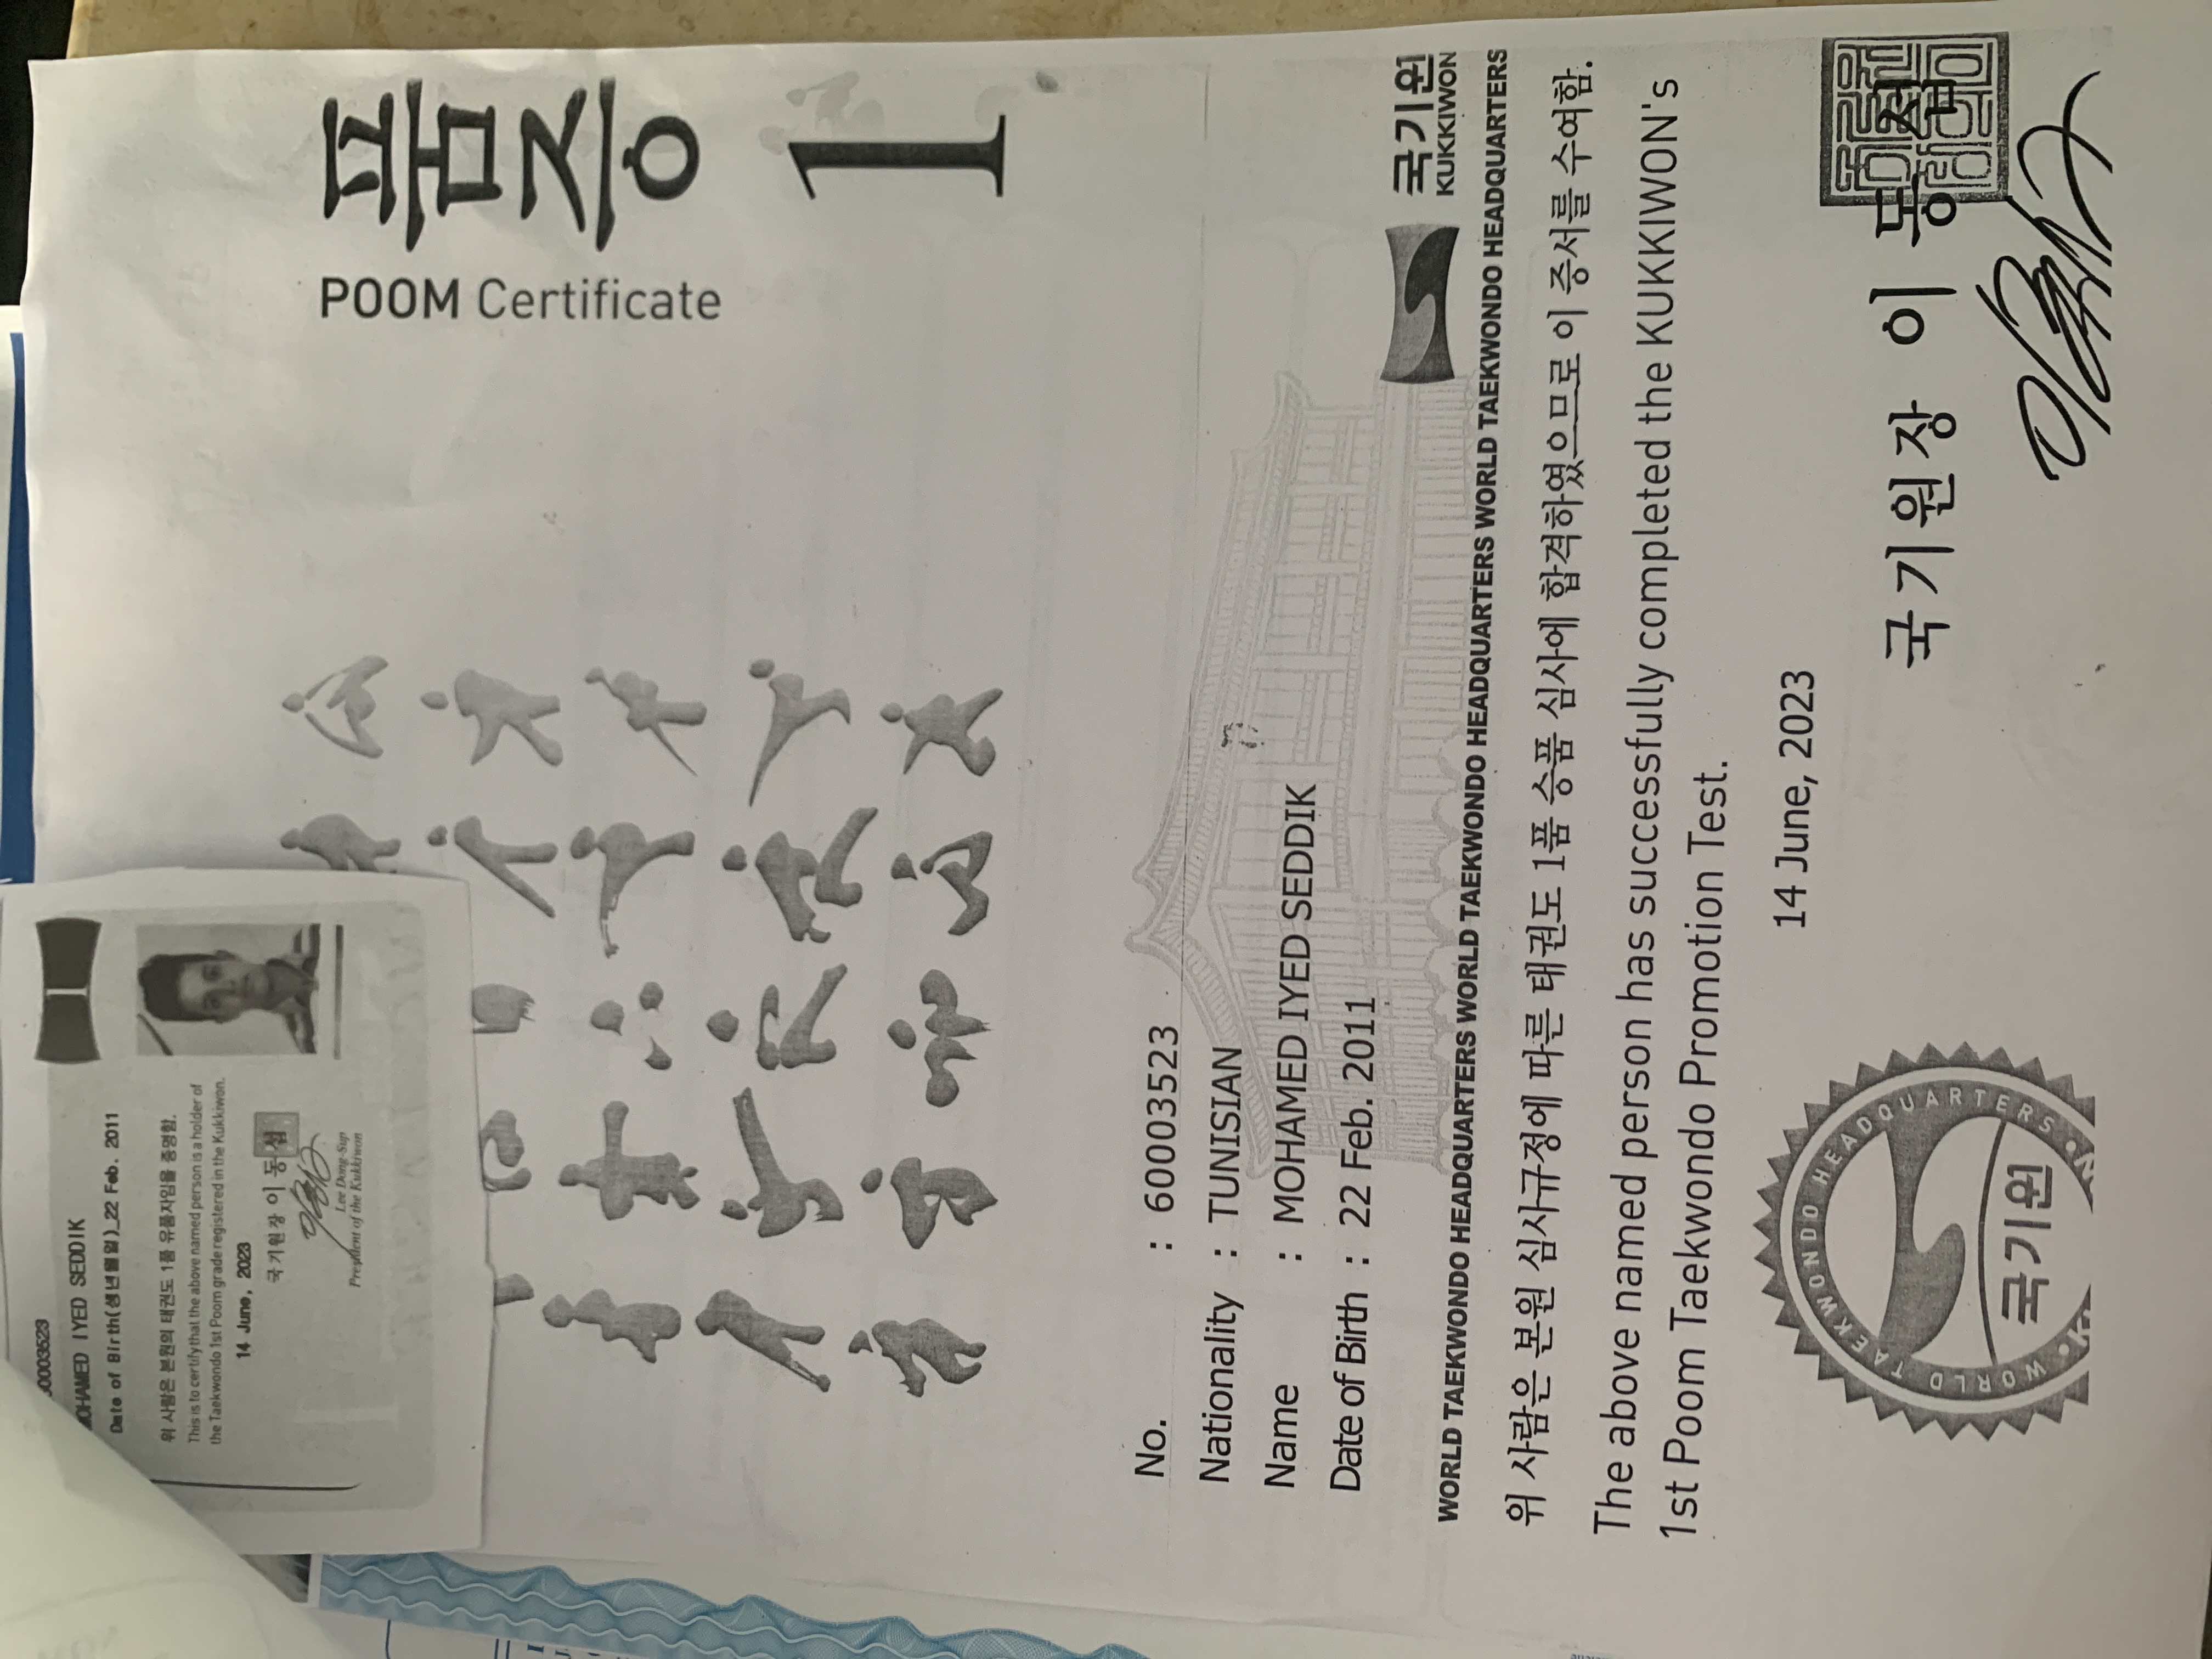 품증
POOM Certificate
1
60003523
MOHAMED IYED SEDDIK
Date of Birth(생년월일)_22 Feb. 2011
위 사람은 본원의 태권도 1품 유품자임을 증명함.
This is to certify that the above named person is a holder of
the Taekwondo 1st Poom grade registered in the Kukkiwon.
14 June, 2023
국기원장 이동섭
Lee Dong-Sup
President of the Kukkiwon
No. : 60003523
Nationality : TUNISIAN
Name : MOHAMED IYED SEDDIK
Date of Birth : 22 Feb. 2011
국기원
KUKKIWON
WORLD TAEKWONDO HEADQUARTERS WORLD TAEKWONDO HEADQUARTERS WORLD TAEKWONDO HEADQUARTERS WORLD TAEKWONDO HEADQUARTERS
위 사람은 본원 심사규정에 따른 태권도 1품 승품 심사에 합격하였으므로 이 증서를 수여함.
The above named person has successfully completed the KUKKIWON's
1st Poom Taekwondo Promotion Test.
14 June, 2023
국기원장 이동섭
WORLD TAEKWONDO HEADQUARTERS
국기원